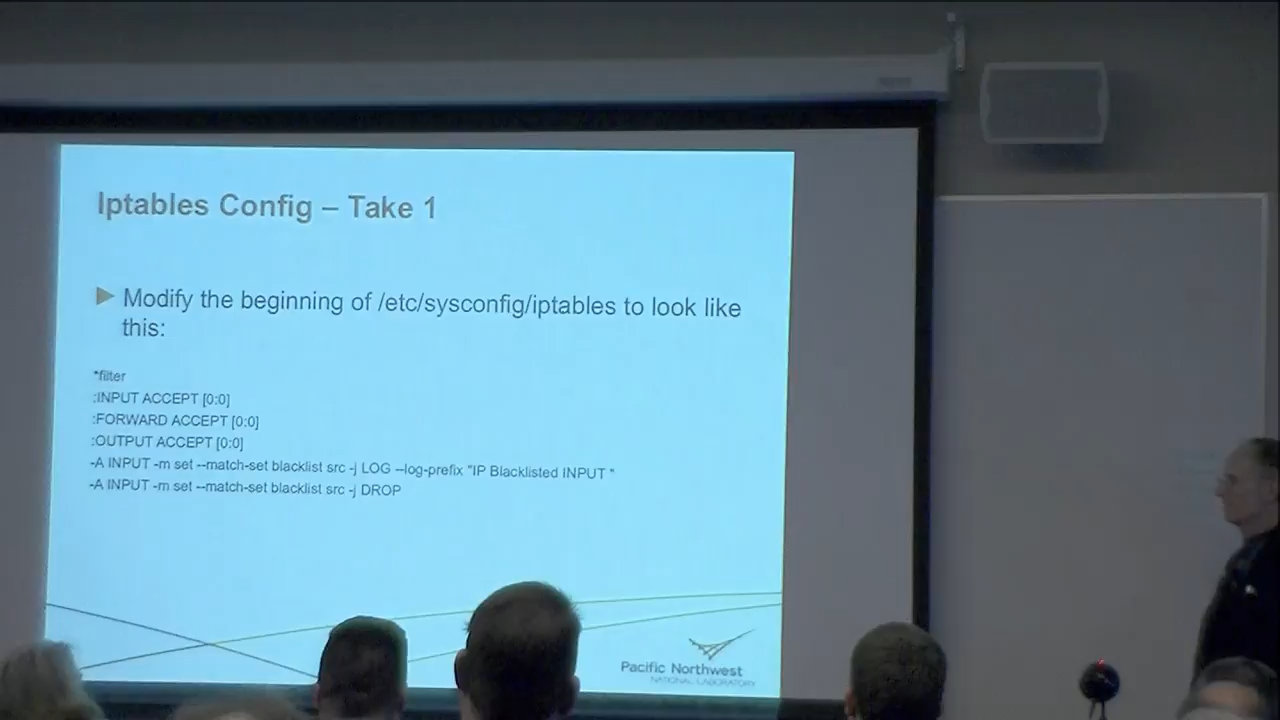 Iptables Config – Take 1
Modify the beginning of /etc/sysconfig/iptables to look like
this:
*filter
:INPUT ACCEPT [0:0]
:FORWARD ACCEPT [0:0]
:OUTPUT ACCEPT [0:0]
-A INPUT -m set --match-set blacklist src -j LOG –log-prefix "IP Blacklisted INPUT "
-A INPUT -m set --match-set blacklist src -j DROP
Pacific Northwest
NATIONAL LABORATORY